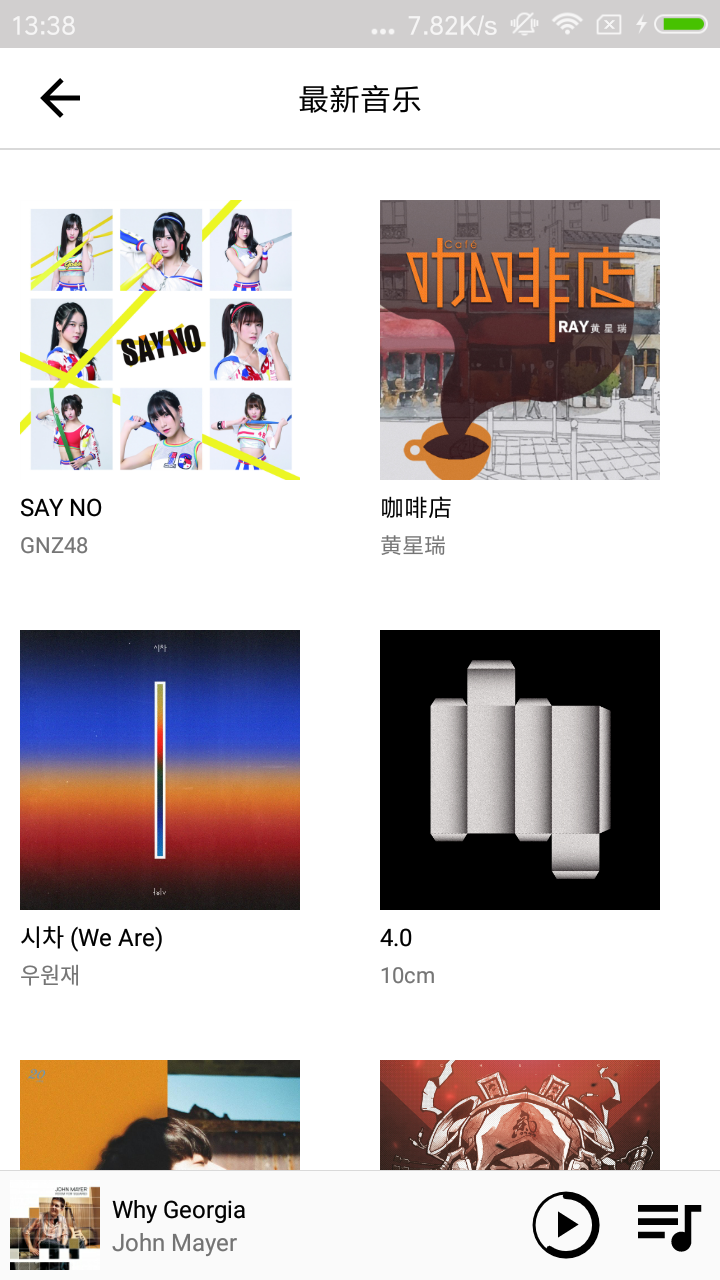 13:38
... 7.82K/s
最新音乐
SAY NO
Café
咖啡店
RAY 黄星瑞
SAY NO
GNZ48
咖啡店
黄星瑞
시차
시차 (We Are)
우원재
4.0
10cm
JOHN MAYER
Why Georgia
John Mayer